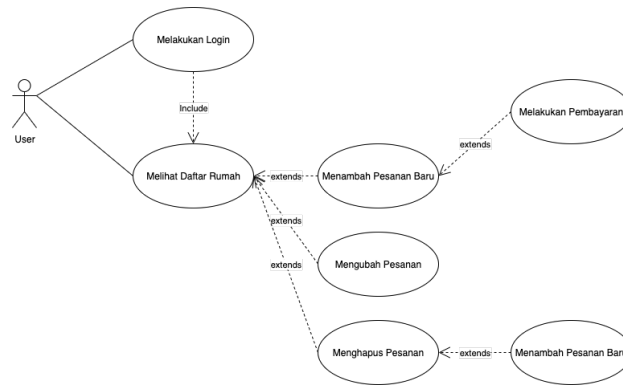 Melakukan Login
Include
Melakukan Pembayaran
User
extends
Melihat Daftar Rumah
extends
Menambah Pesanan Baru
extends
Mengubah Pesanan
extends
Menghapus Pesanan
extends
Menambah Pesanan Baru